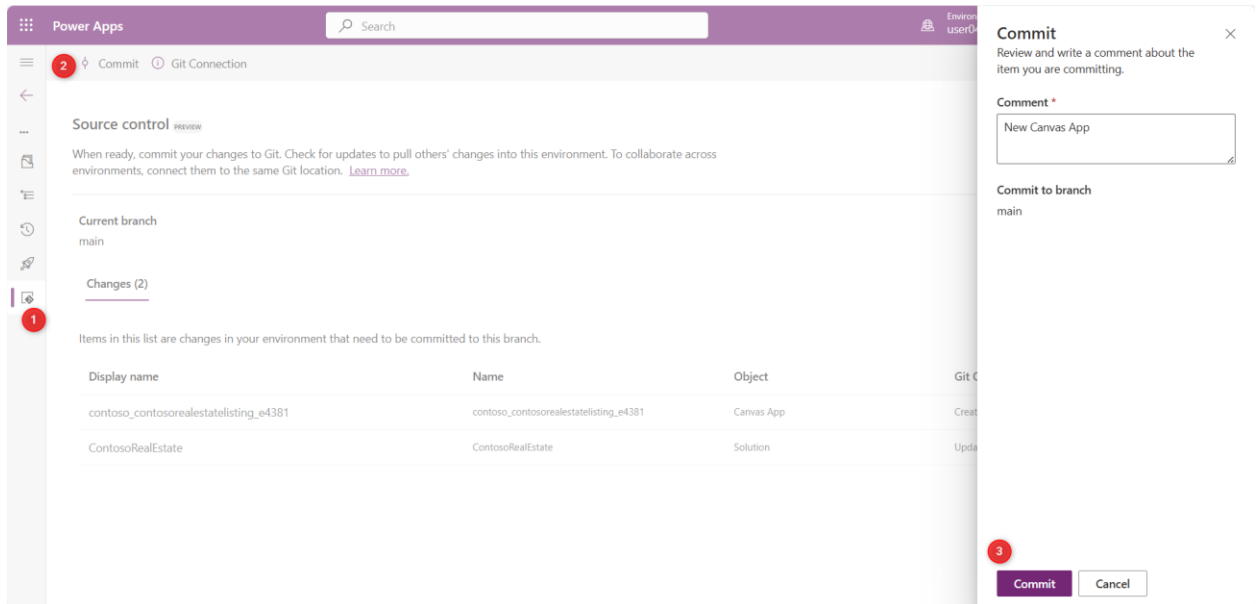 Power Apps
Search
Environ
user04
2
Commit
Git Connection
Source control PREVIEW
When ready, commit your changes to Git. Check for updates to pull others' changes into this environment. To collaborate across
environments, connect them to the same Git location. Learn more.
Current branch
main
Changes (2)
1
Items in this list are changes in your environment that need to be committed to this branch.
Display name Name Object Git C
contoso_contosorealestatelisting_e4381 contoso_contosorealestatelisting_e4381 Canvas App Creat
ContosoRealEstate ContosoRealEstate Solution Upda
Commit
Review and write a comment about the
item you are committing.
Comment *
New Canvas App
Commit to branch
main
3
Commit Cancel